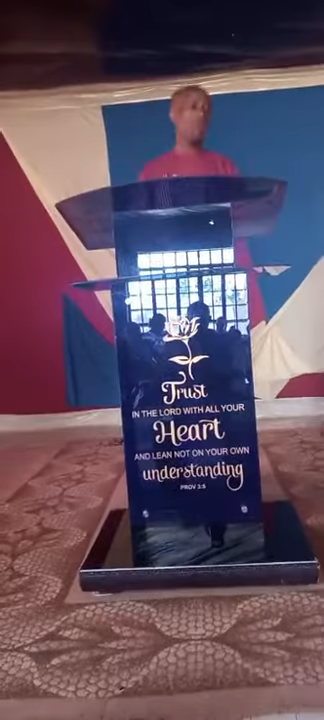 Trust
IN THE LORD WITH ALL YOUR
Heart
AND LEAN NOT ON YOUR OWN
understanding
PROV 3:5